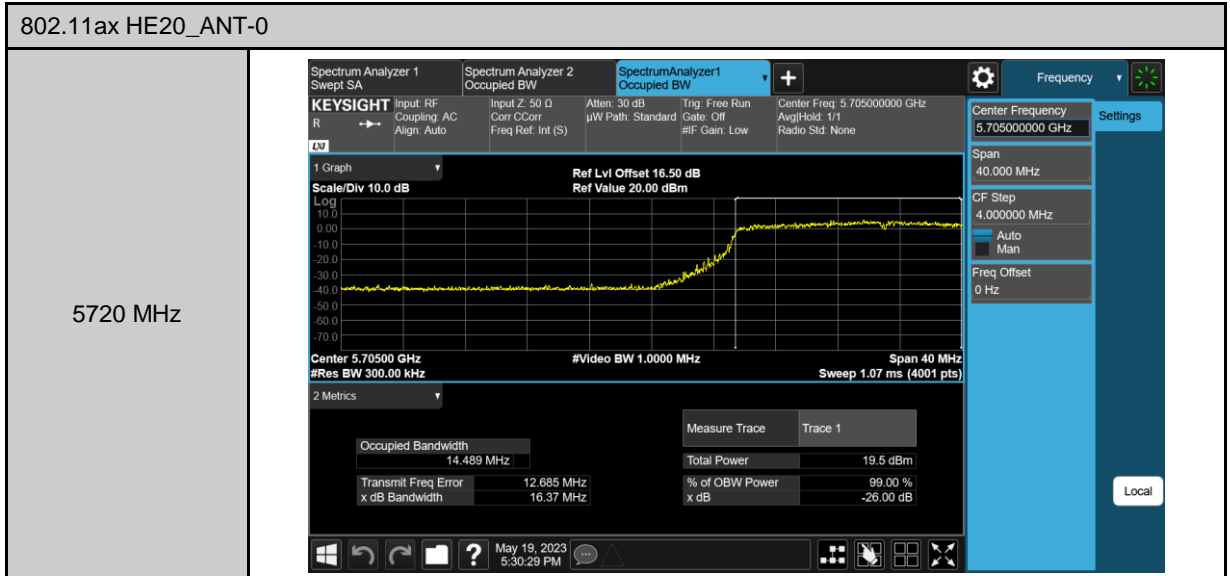 802.11ax HE20_ANT-0
5720 MHz
Spectrum Analyzer 1
Swept SA
Spectrum Analyzer 2
Occupied BW
SpectrumAnalyzer1
Occupied BW
Frequency
KEYSIGHT
R
LXI
Input: RF
Coupling: AC
Align: Auto
Input Z: 50 Ω
Corr CCorr
Freq Ref: Int (S)
Atten: 30 dB
µW Path: Standard
Trig: Free Run
Gate: Off
#IF Gain: Low
Center Freq: 5.705000000 GHz
Avg|Hold: 1/1
Radio Std: None
Center Frequency
5.705000000 GHz
Settings
Span
40.000 MHz
CF Step
4.000000 MHz
Auto
Man
Freq Offset
0 Hz
1 Graph
Scale/Div 10.0 dB
Ref Lvl Offset 16.50 dB
Ref Value 20.00 dBm
Log
10.0
0.00
-10.0
-20.0
-30.0
-40.0
-50.0
-60.0
-70.0
Center 5.70500 GHz
#Res BW 300.00 kHz
#Video BW 1.0000 MHz
Span 40 MHz
Sweep 1.07 ms (4001 pts)
2 Metrics
Occupied Bandwidth
14.489 MHz
Transmit Freq Error 12.685 MHz
x dB Bandwidth 16.37 MHz
Measure Trace Trace 1
Total Power 19.5 dBm
% of OBW Power 99.00 %
x dB -26.00 dB
Local
?
May 19, 2023
5:30:29 PM